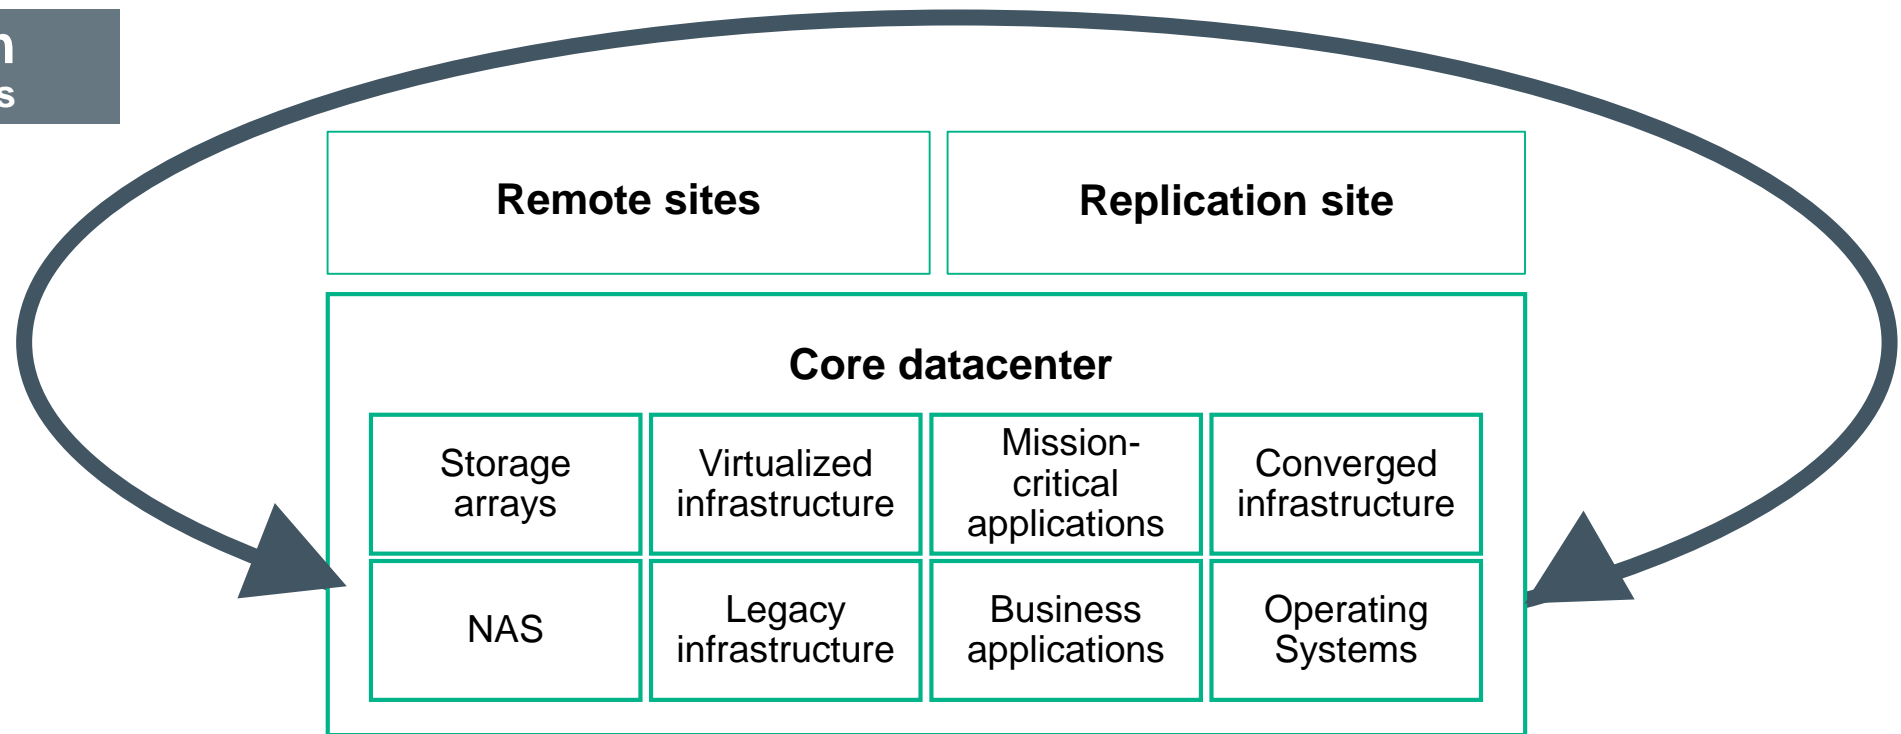 Remote sites
Replication site
Core datacenter
Storage
arrays
Virtualized
infrastructure
Mission-
critical
applications
Converged
infrastructure
NAS
Legacy
infrastructure
Business
applications
Operating
Systems